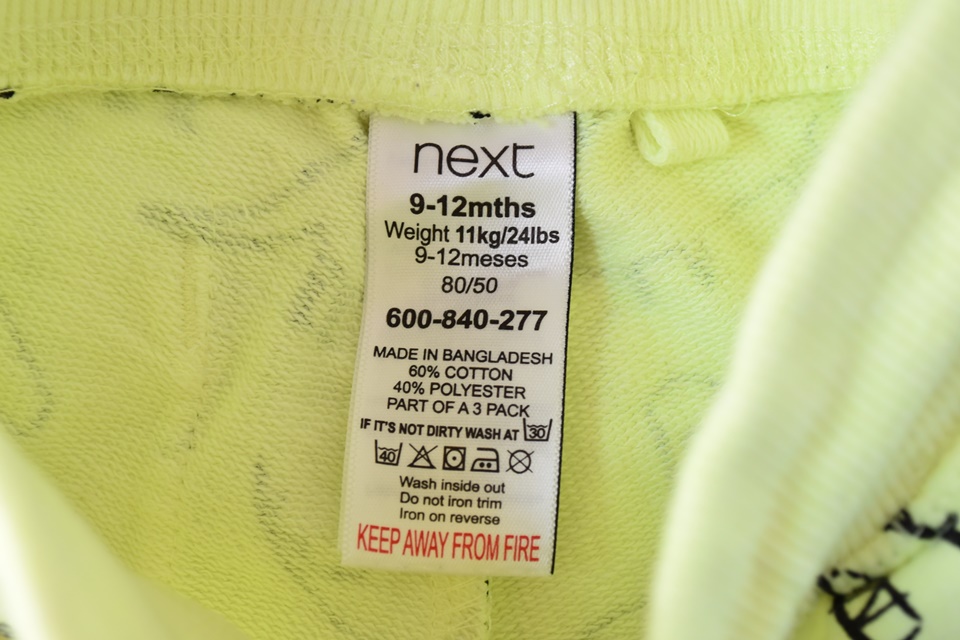 next
9-12mths
Weight 11kg/24lbs
9-12meses
80/50
600-840-277
MADE IN BANGLADESH
60% COTTON
40% POLYESTER
PART OF A 3 PACK
IF IT'S NOT DIRTY WASH AT 30
40
Wash inside out
Do not iron trim
Iron on reverse
KEEP AWAY FROM FIRE